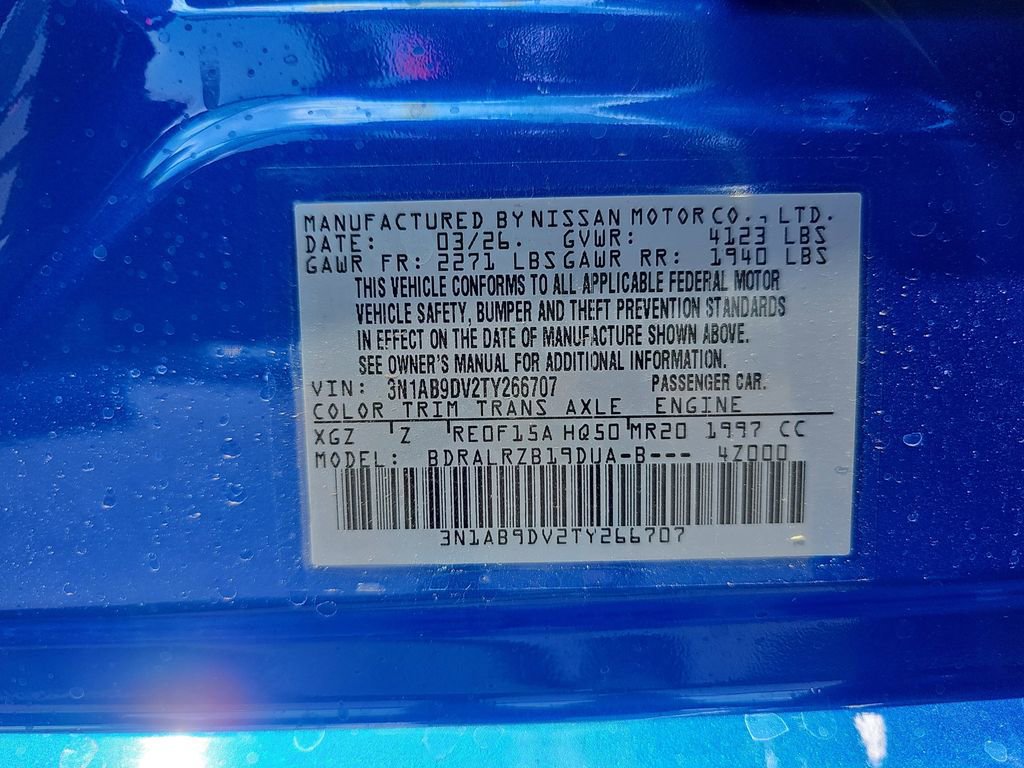 MANUFACTURED BY NISSAN MOTOR CO., LTD.
DATE: 03/26. GVWR: 4123 LBS
GAWR FR: 2271 LBS GAWR RR: 1940 LBS
THIS VEHICLE CONFORMS TO ALL APPLICABLE FEDERAL MOTOR
VEHICLE SAFETY, BUMPER AND THEFT PREVENTION STANDARDS
IN EFFECT ON THE DATE OF MANUFACTURE SHOWN ABOVE.
SEE OWNER'S MANUAL FOR ADDITIONAL INFORMATION.
VIN: 3N1AB9DV2TY266707 PASSENGER CAR.
COLOR TRIM TRANS AXLE ENGINE
XGZ Z RE0F15A HQ50 MR20 1997 CC
MODEL: BDRALRZB19DUA-B--- 4Z000
3N1AB9DV2TY266707